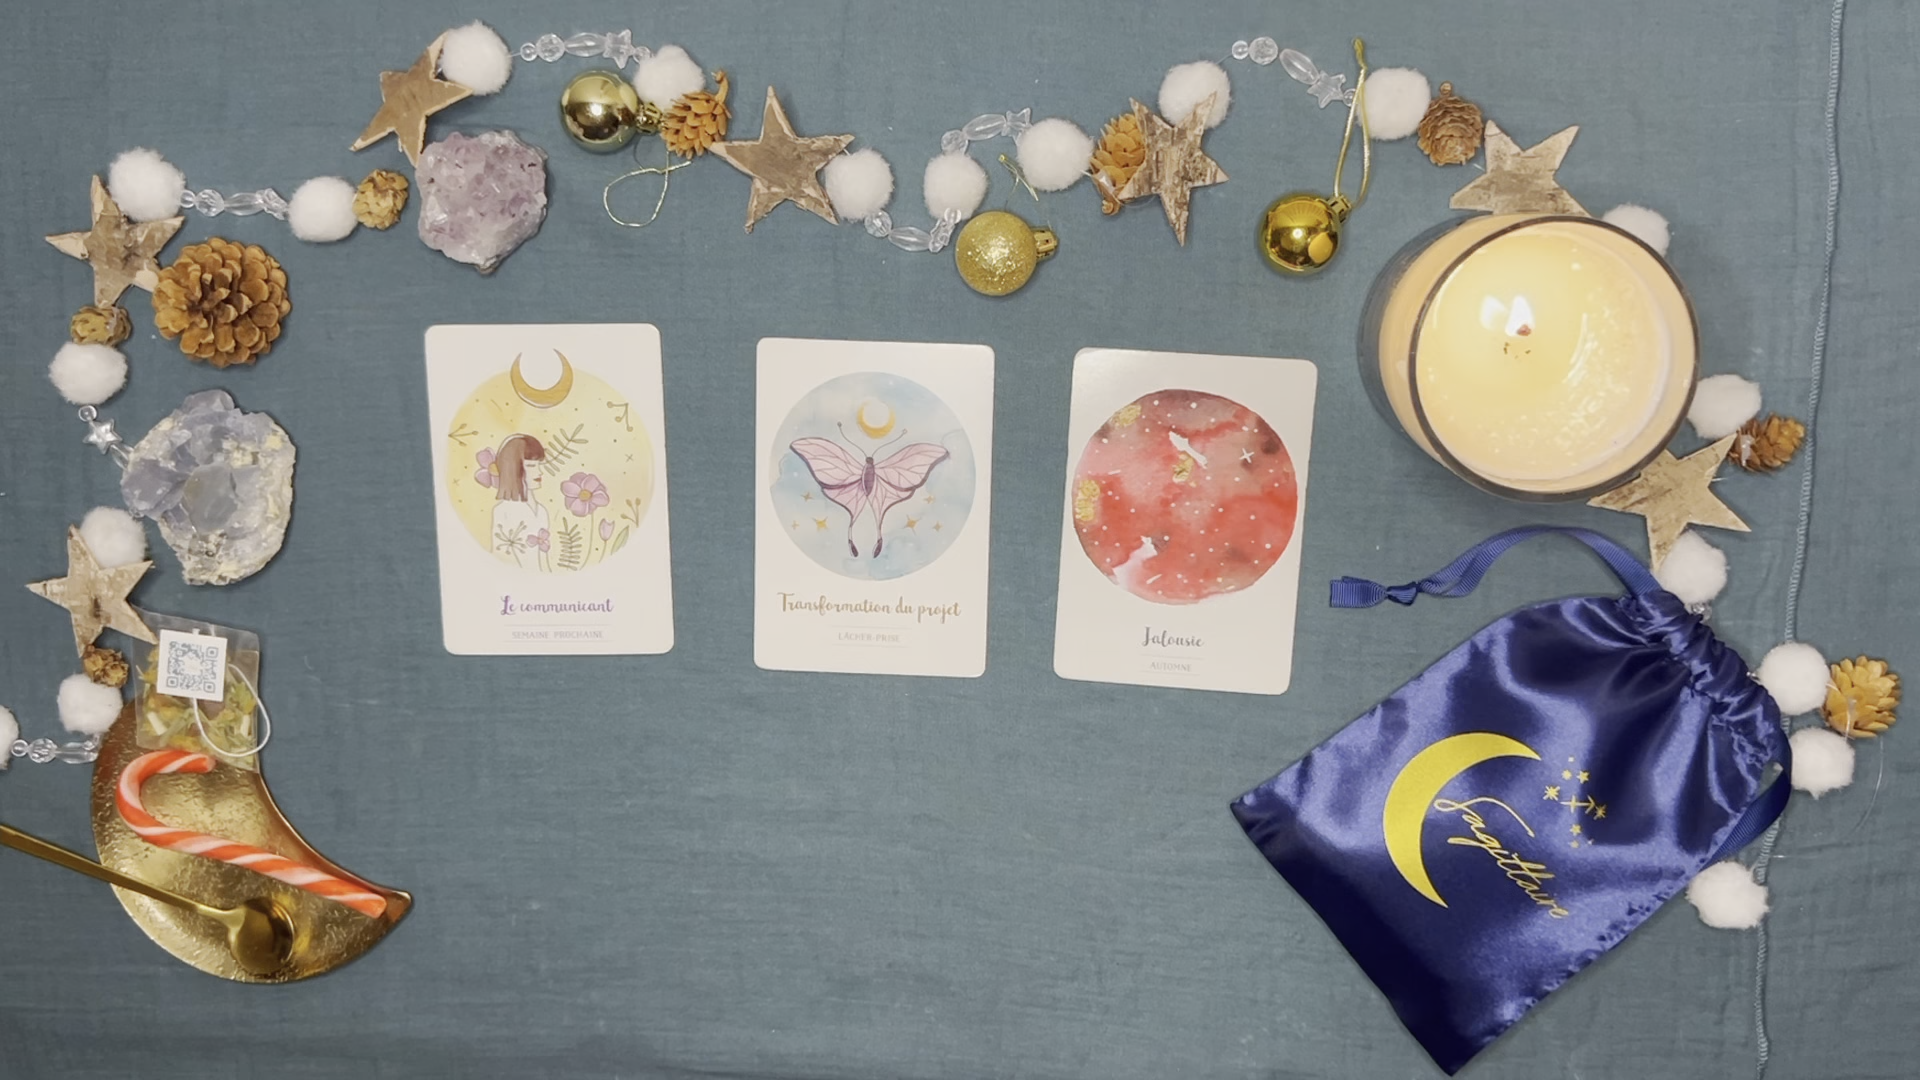 Le communicant
SEMAINE PROCHAINE
Transformation du projet
LÂCHER-PRISE
Jalousie
AUTOMNE
Sagittaire